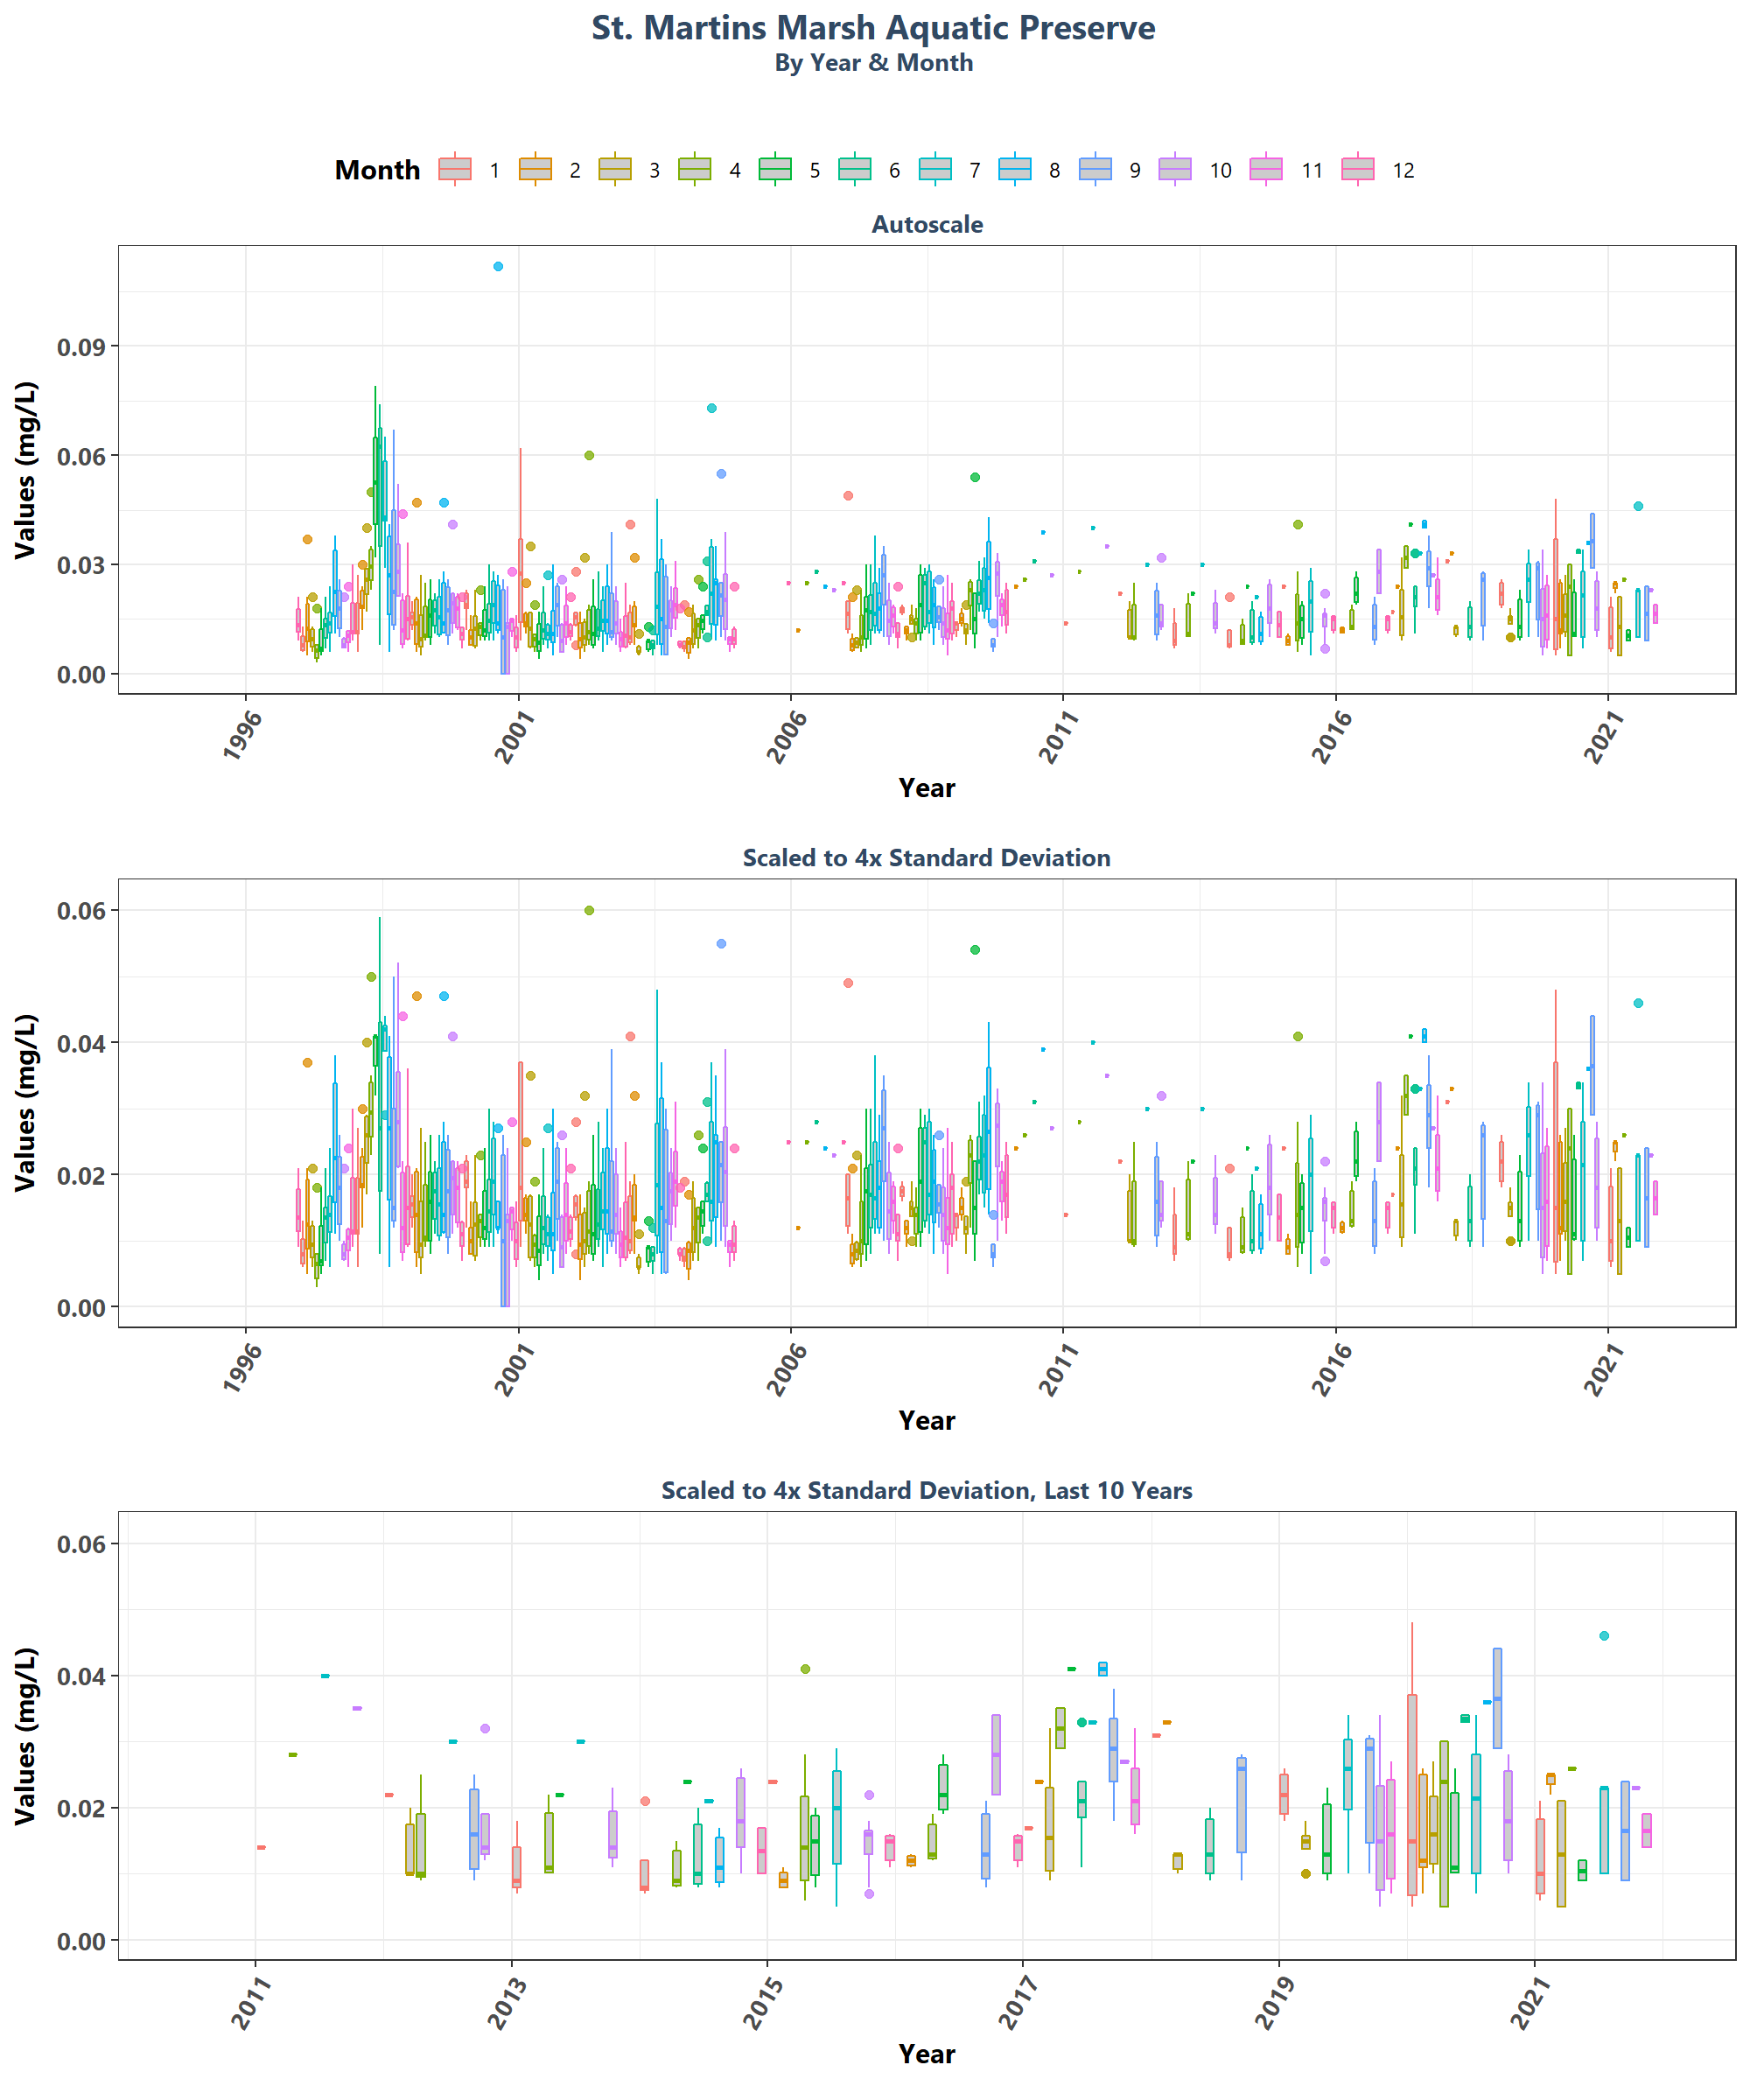 St. Martins Marsh Aquatic Preserve
By Year & Month
Month 1 2 3 4 5 6 7 8 9 10 11 12
Autoscale
Values (mg/L)
0.09
0.06
0.03
0.00
1996 2001 2006 2011 2016 2021
Year
Scaled to 4x Standard Deviation
Values (mg/L)
0.06
0.04
0.02
0.00
1996 2001 2006 2011 2016 2021
Year
Scaled to 4x Standard Deviation, Last 10 Years
Values (mg/L)
0.06
0.04
0.02
0.00
2011 2013 2015 2017 2019 2021
Year